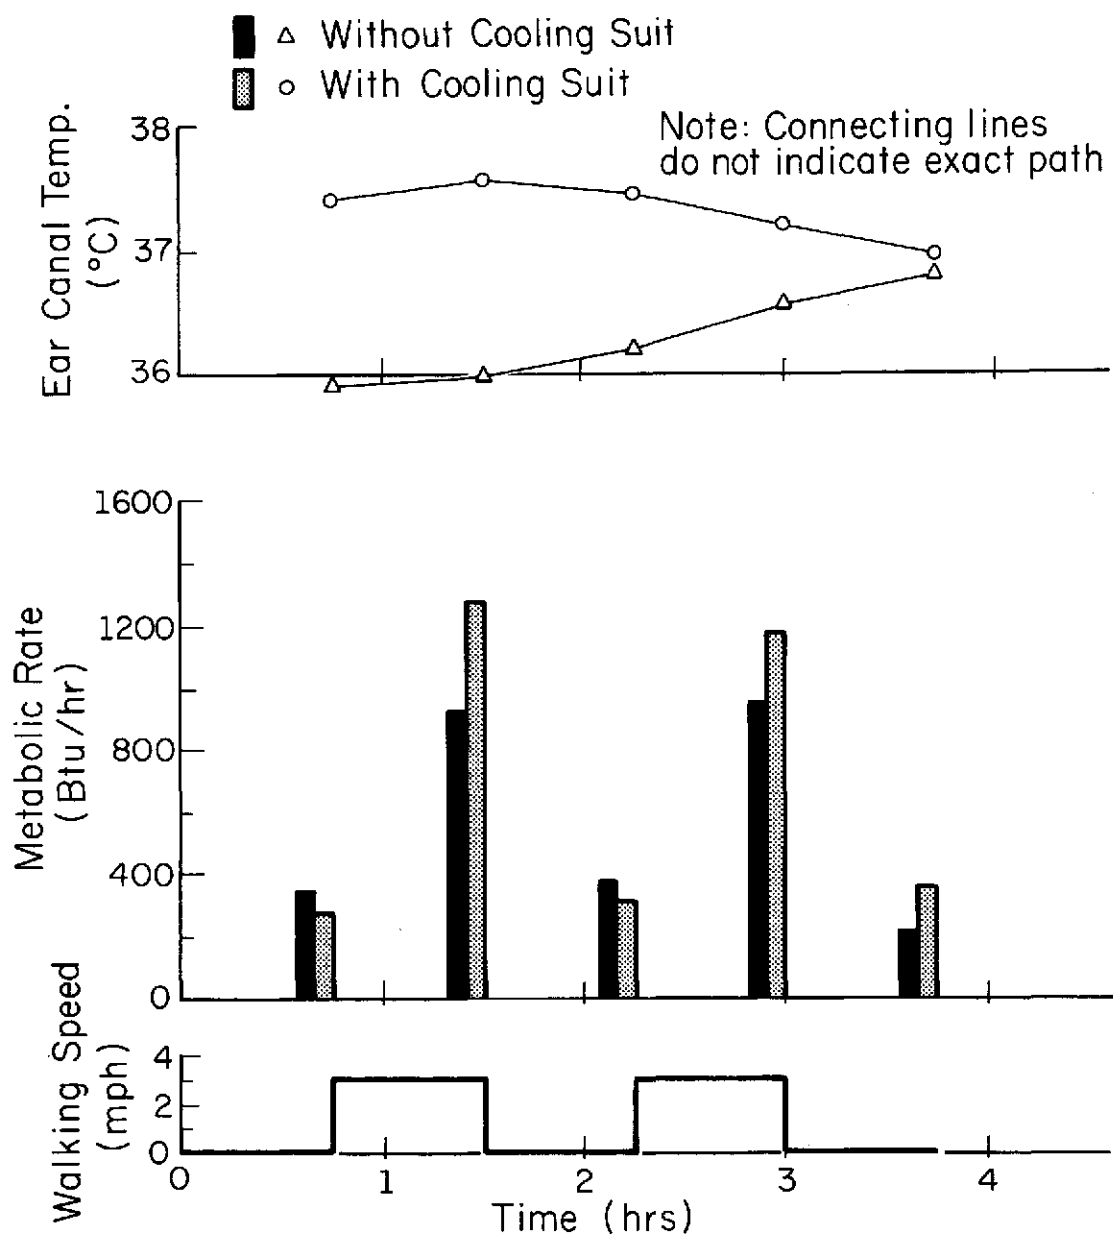 Without Cooling Suit
With Cooling Suit
Note: Connecting lines
do not indicate exact path
Ear Canal Temp.
(°C)
38
37
36
Metabolic Rate
(Btu/hr)
1600
1200
800
400
0
Walking Speed
(mph)
4
2
0
0 1 2 3 4
Time (hrs)